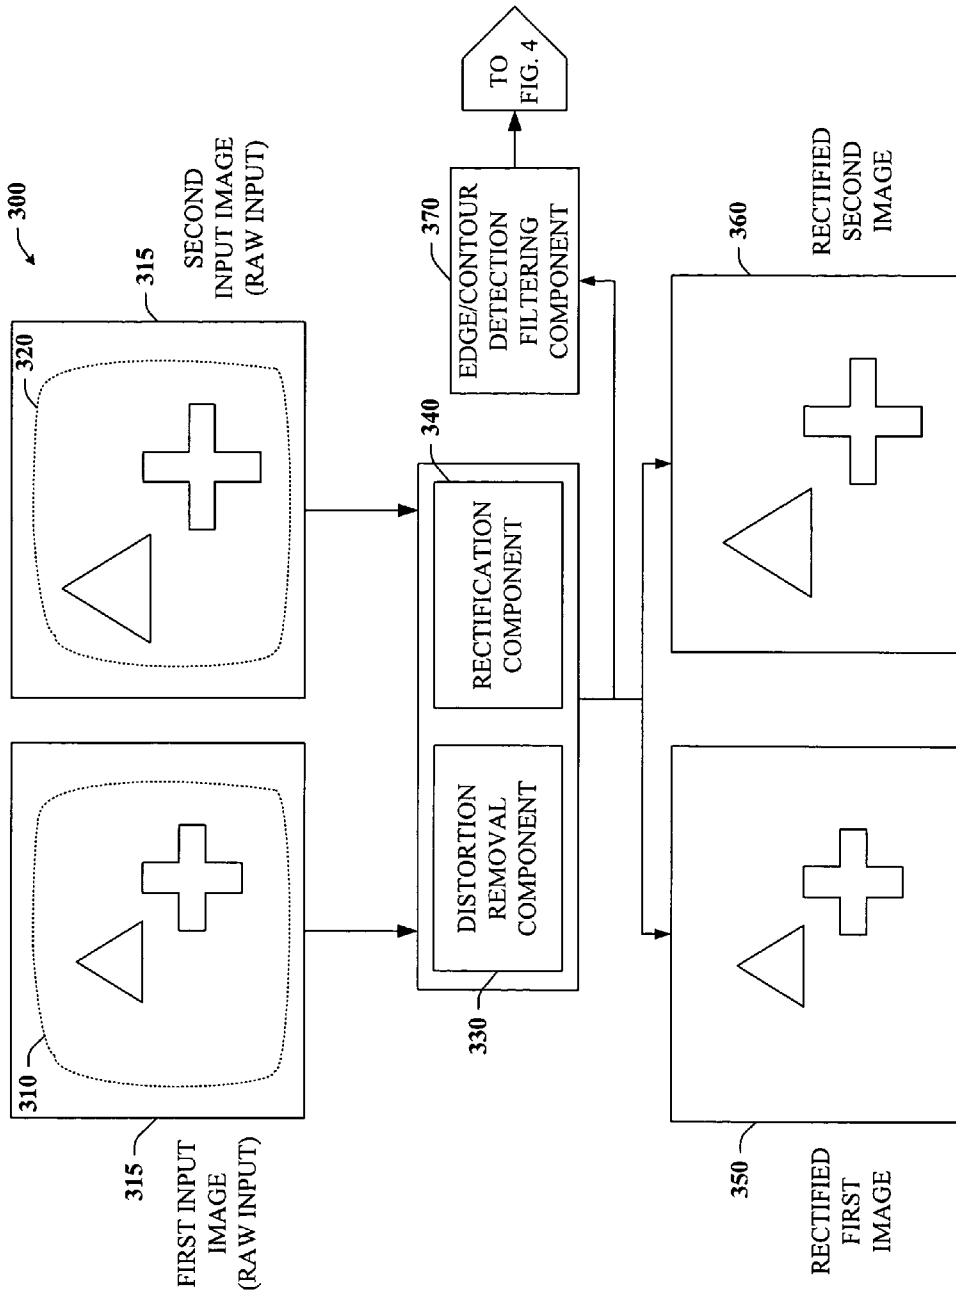 300
FIRST INPUT
IMAGE
(RAW INPUT)
315
310
SECOND
INPUT IMAGE
(RAW INPUT)
315
320
DISTORTION
REMOVAL
COMPONENT
330
RECTIFICATION
COMPONENT
340
EDGE/CONTOUR
DETECTION
FILTERING
COMPONENT
370
TO
FIG. 4
RECTIFIED
FIRST
IMAGE
350
RECTIFIED
SECOND
IMAGE
360